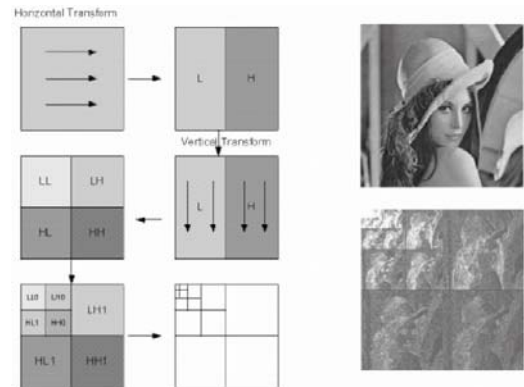 Horizontal Transform
L H
Vertical Transform
LL LH
L H
HL HH
LH1
HL1 HH1